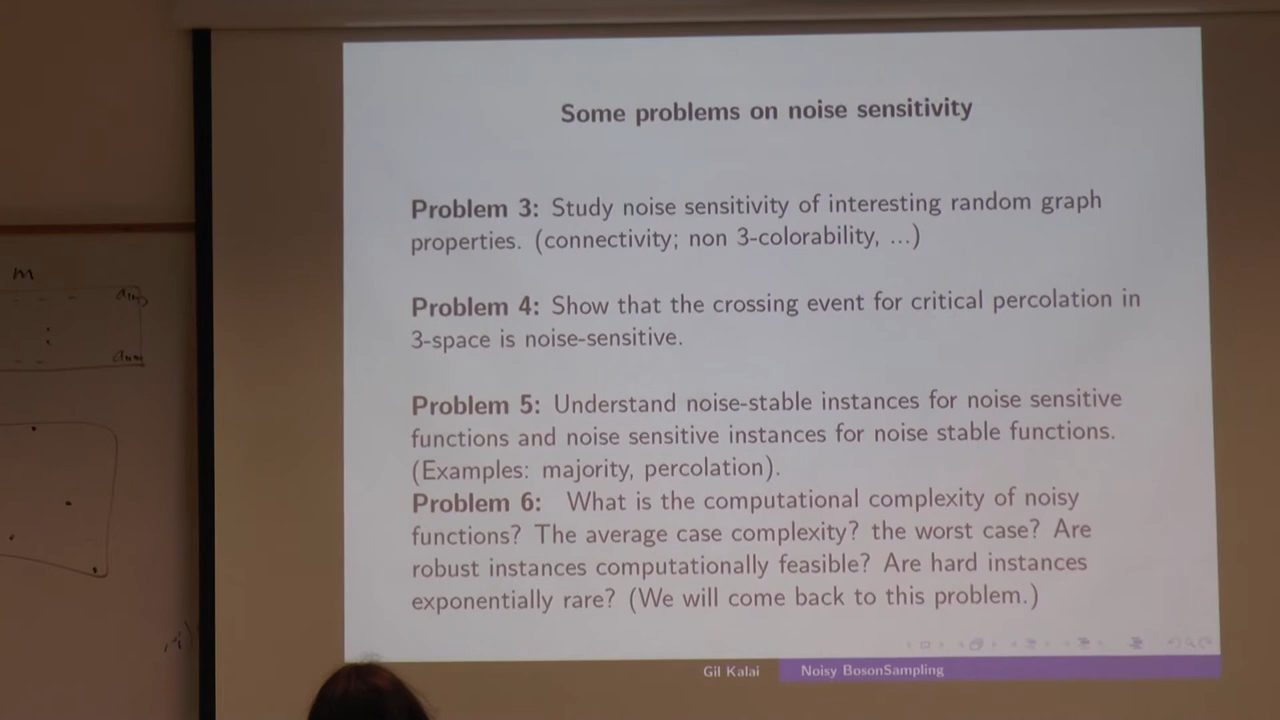 Some problems on noise sensitivity
Problem 3: Study noise sensitivity of interesting random graph
properties. (connectivity; non 3-colorability, ...)
Problem 4: Show that the crossing event for critical percolation in
3-space is noise-sensitive.
Problem 5: Understand noise-stable instances for noise sensitive
functions and noise sensitive instances for noise stable functions.
(Examples: majority, percolation).
Problem 6: What is the computational complexity of noisy
functions? The average case complexity? the worst case? Are
robust instances computationally feasible? Are hard instances
exponentially rare? (We will come back to this problem.)
Gil Kalai Noisy BosonSampling
m